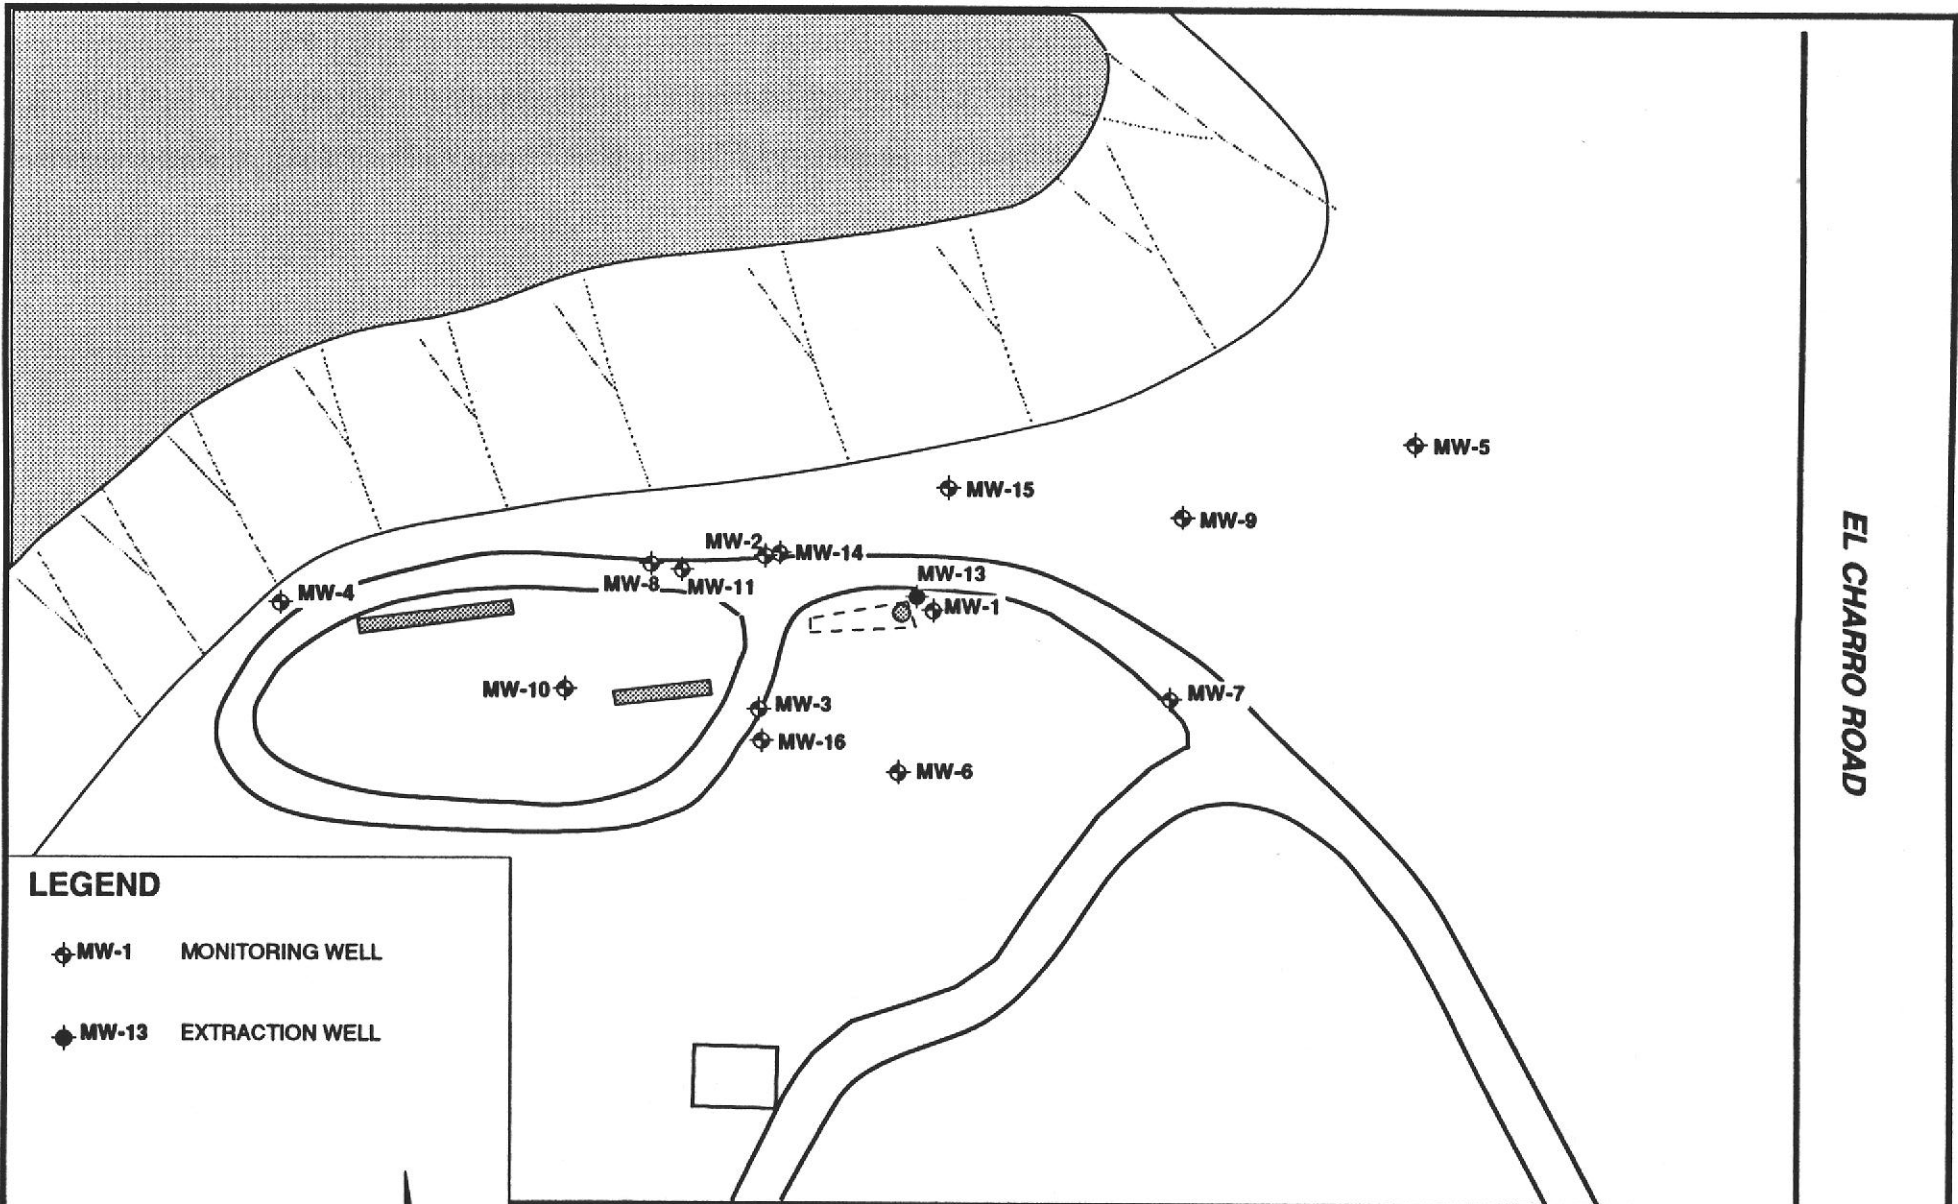 MW-5
MW-15
MW-9
MW-2
MW-14
MW-8
MW-11
MW-13
MW-4
MW-1
MW-10
MW-3
MW-7
MW-16
MW-6
EL CHARRO ROAD
LEGEND
MW-1 MONITORING WELL
MW-13 EXTRACTION WELL